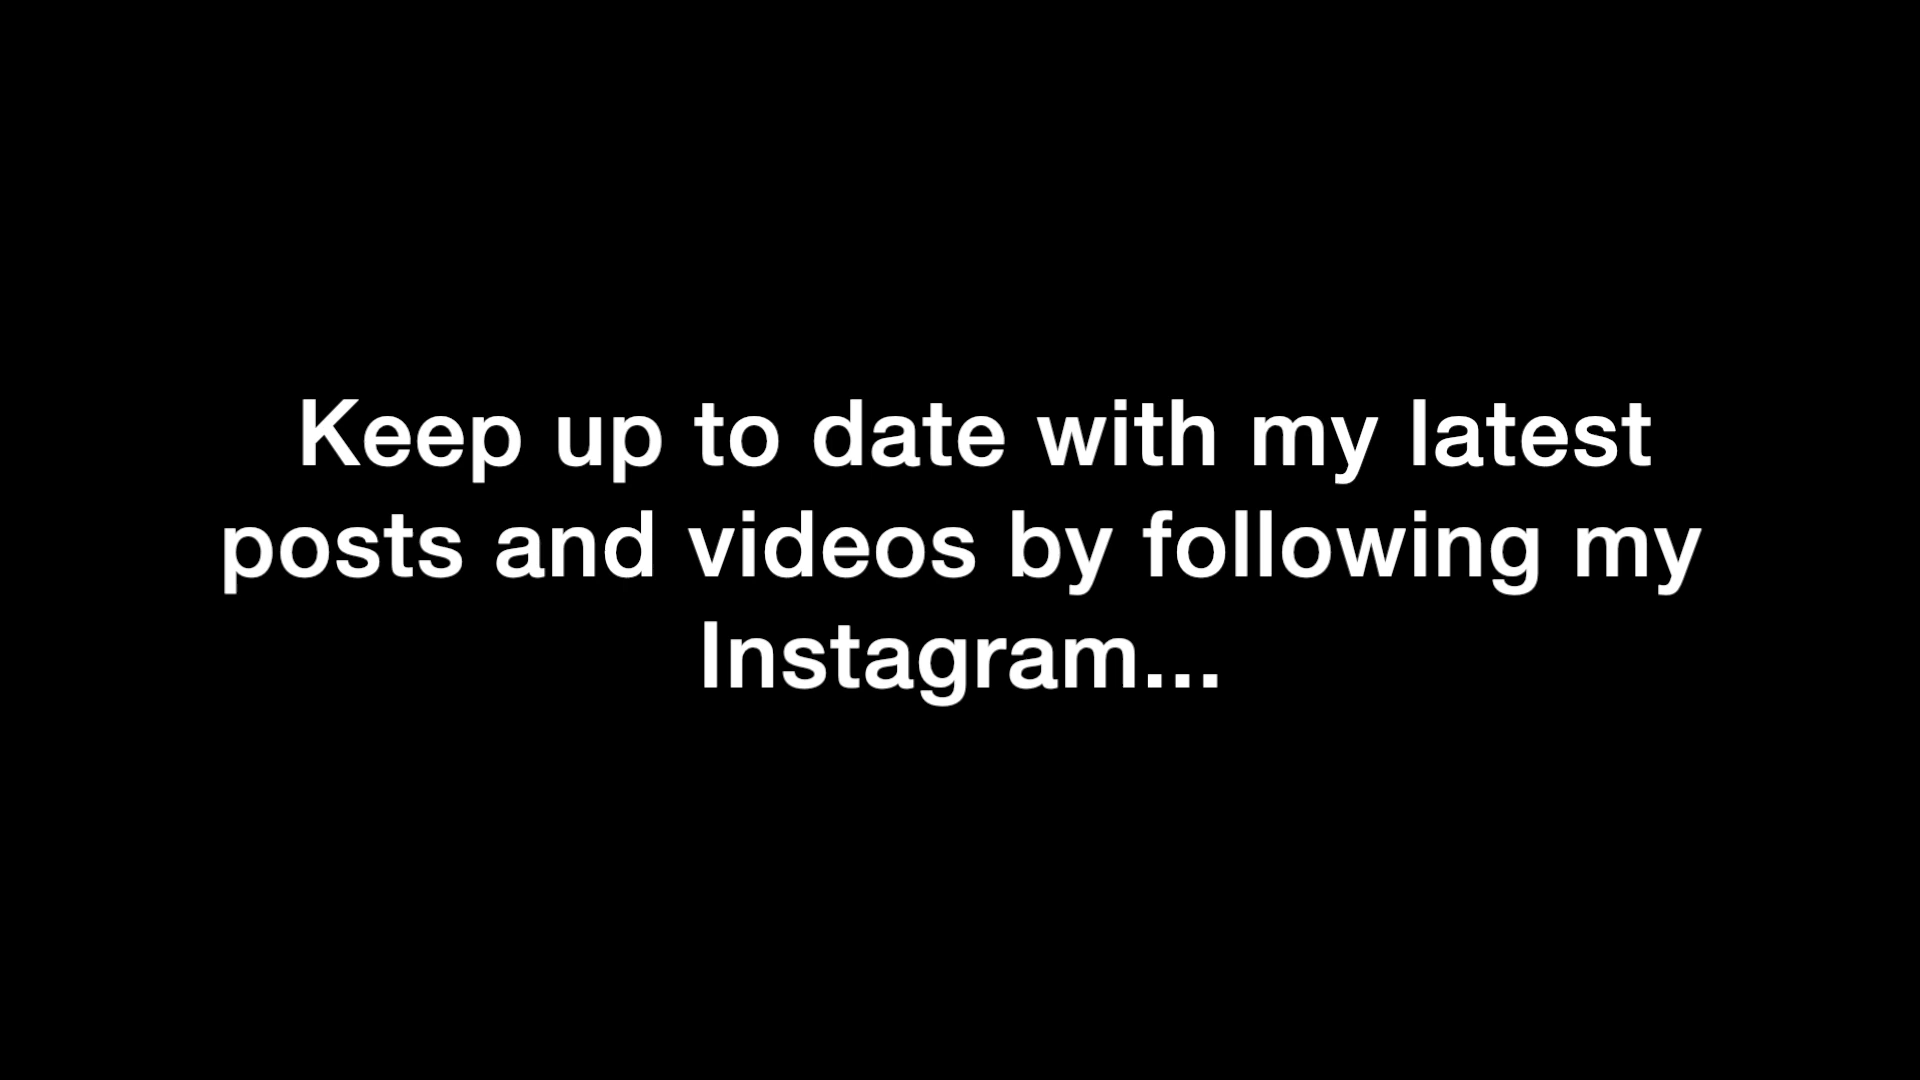 Keep up to date with my latest
posts and videos by following my
Instagram...